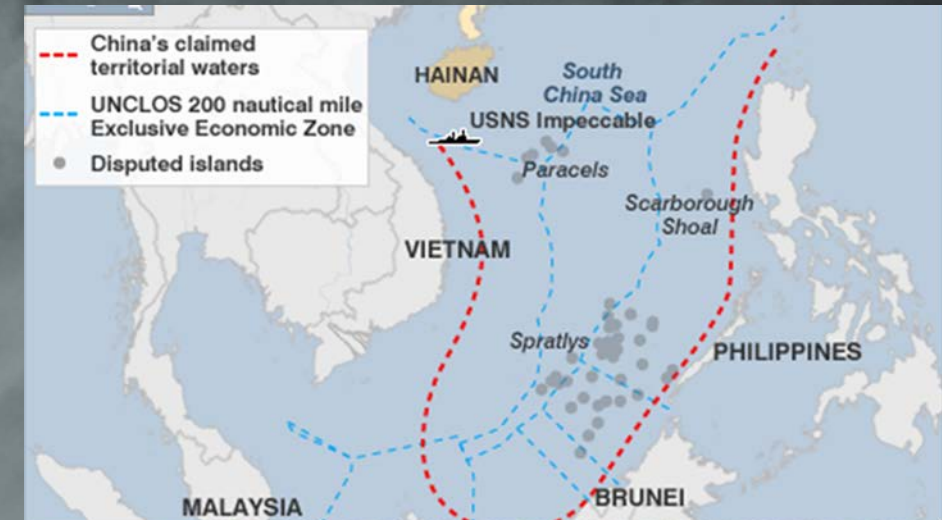 China's claimed
territorial waters
UNCLOS 200 nautical mile
Exclusive Economic Zone
Disputed islands
HAINAN
South
China Sea
USNS Impeccable
Paracels
Scarborough
Shoal
VIETNAM
Spratlys
PHILIPPINES
MALAYSIA
BRUNEI